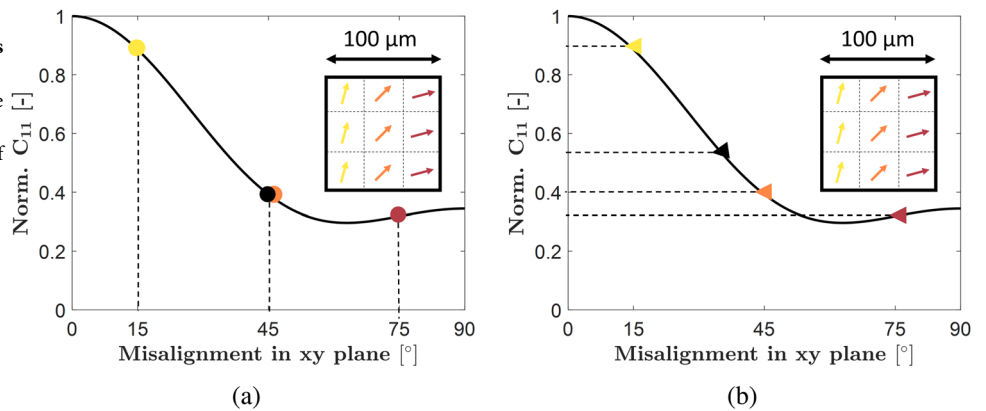 s
e
f
1
0.8
0.6
0.4
0.2
0
Norm. C₁₁ [-]
100 µm
0 15 45 75 90
Misalignment in xy plane [°]
(a)
1
0.8
0.6
0.4
0.2
0
Norm. C₁₁ [-]
100 µm
0 15 45 75 90
Misalignment in xy plane [°]
(b)